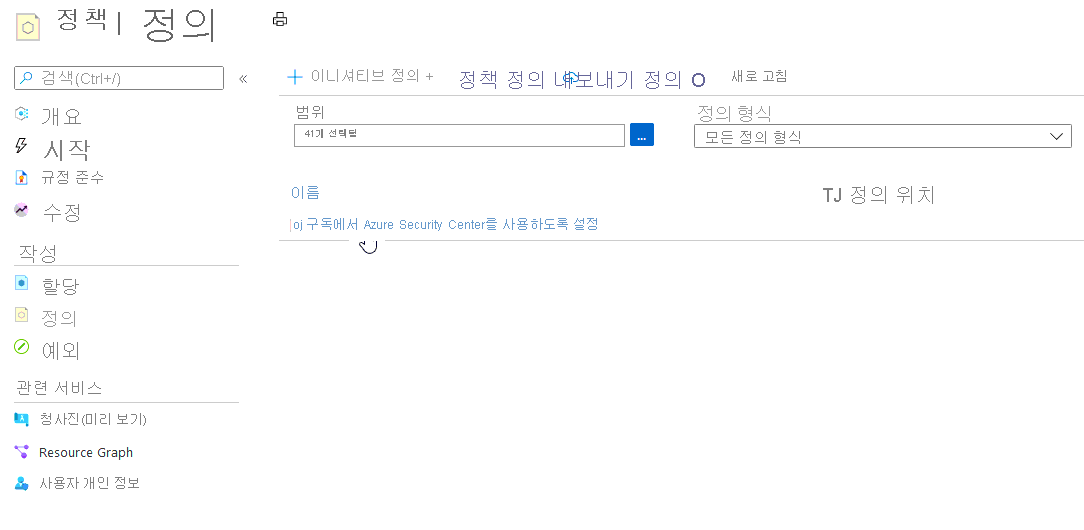 정책 | 정의
검색(Ctrl+/)
«
개요
시작
규정 준수
수정
작성
할당
정의
예외
관련 서비스
청사진(미리 보기)
Resource Graph
사용자 개인 정보
이니셔티브 정의 + 정책 정의 내보내기 정의 O 새로 고침
범위
41개 선택됨
...
정의 형식
모든 정의 형식
이름
TJ 정의 위치
[oj 구독에서 Azure Security Center를 사용하도록 설정